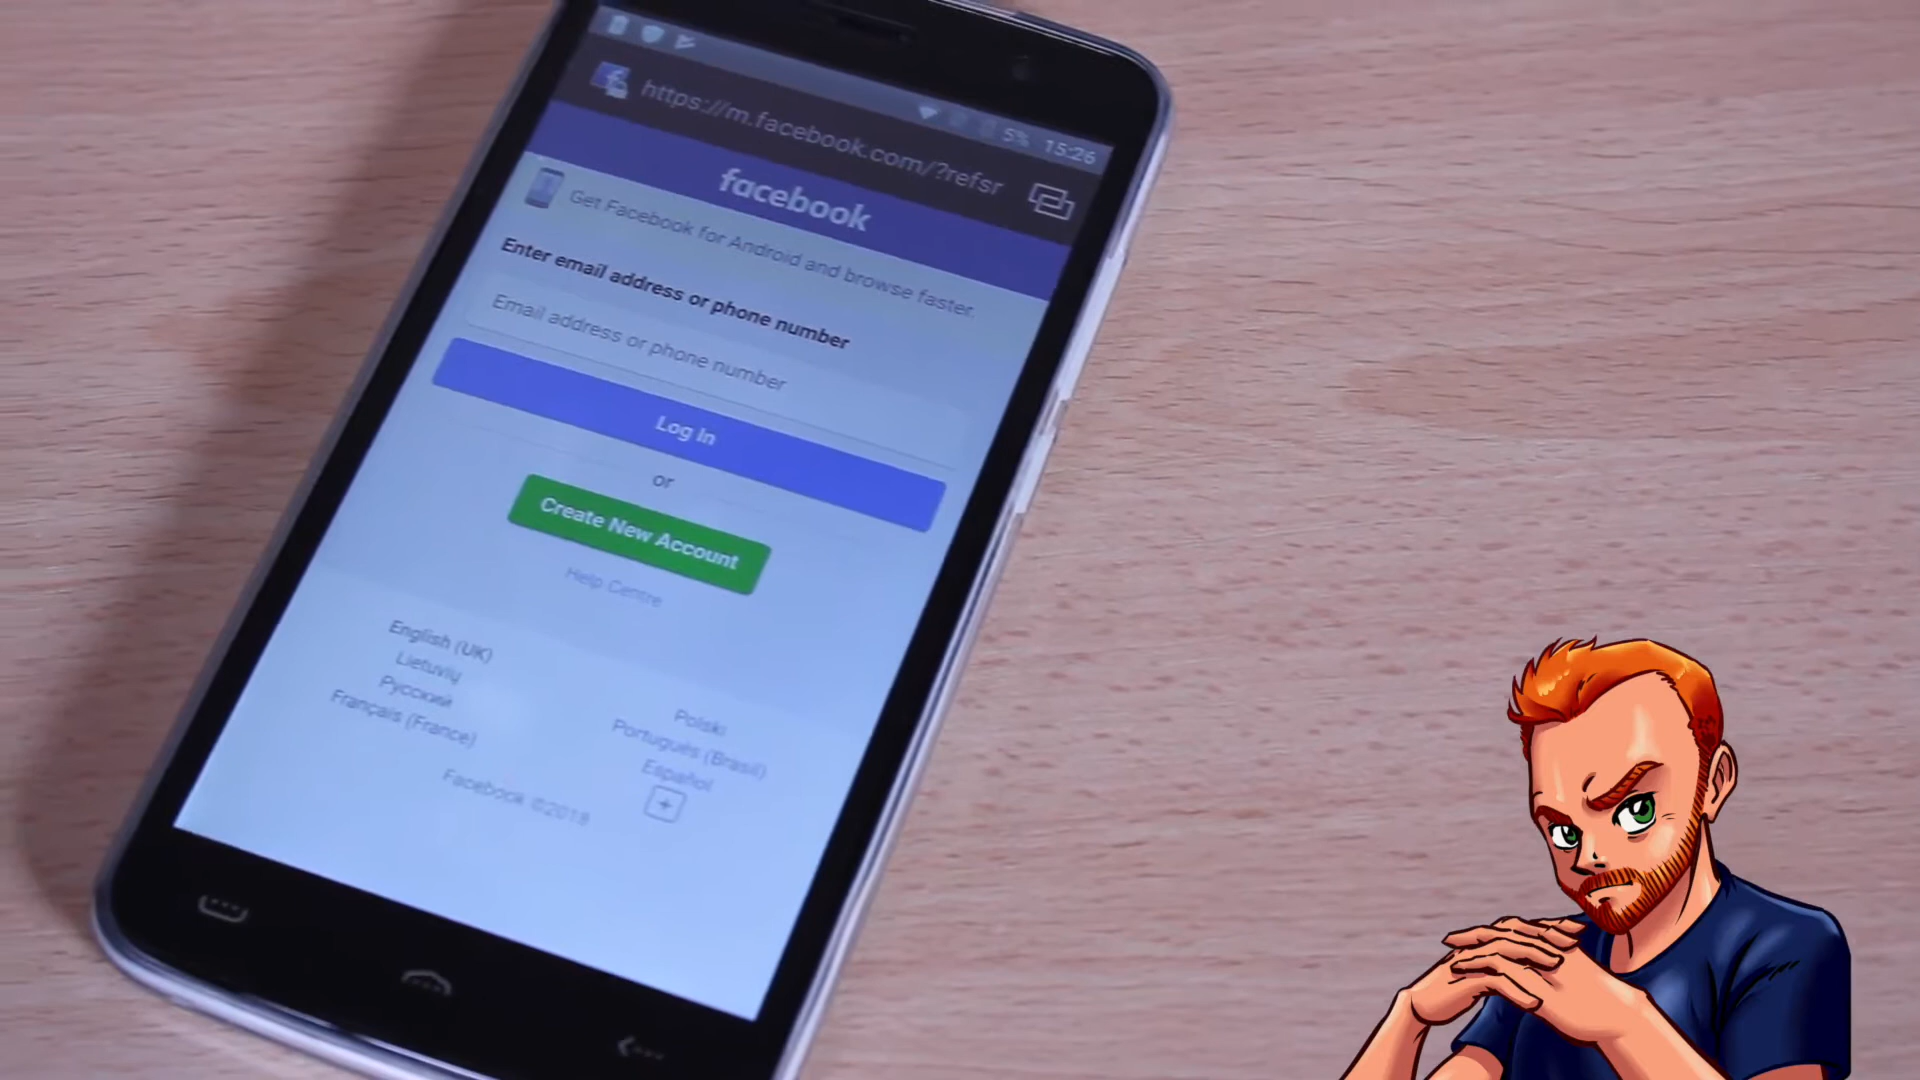 5% 15:26
https://m.facebook.com/?refsr
facebook
Get Facebook for Android and browse faster.
Enter email address or phone number
Email address or phone number
Log In
or
Create New Account
Help Centre
English (UK)
Lietuvių
Русский
Français (France)
Polski
Português (Brasil)
Español
+
Facebook ©2018